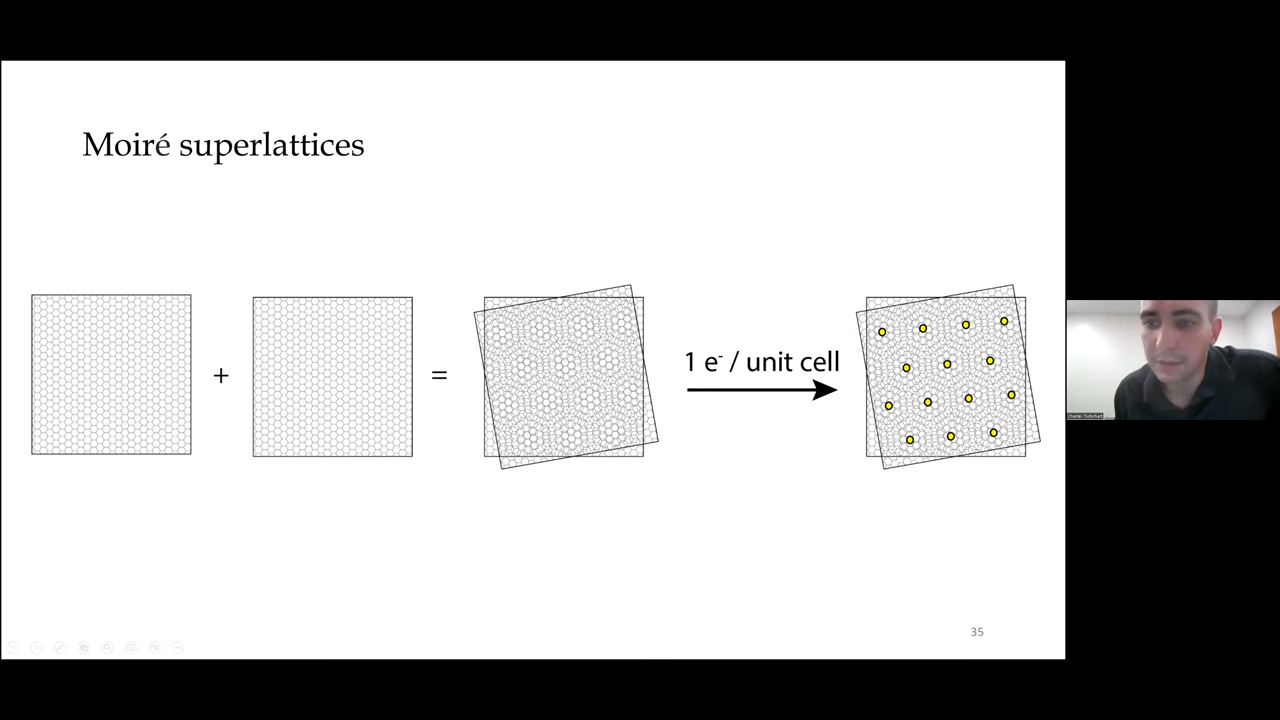 Moiré superlattices
+
=
1 e⁻ / unit cell
35